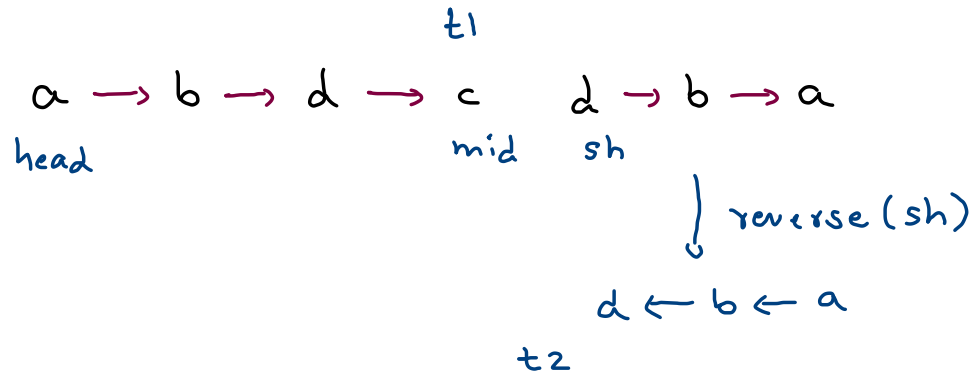 t1
a → b → d → c d → b → a
head mid sh
reverse(sh)
d ← b ← a
t2